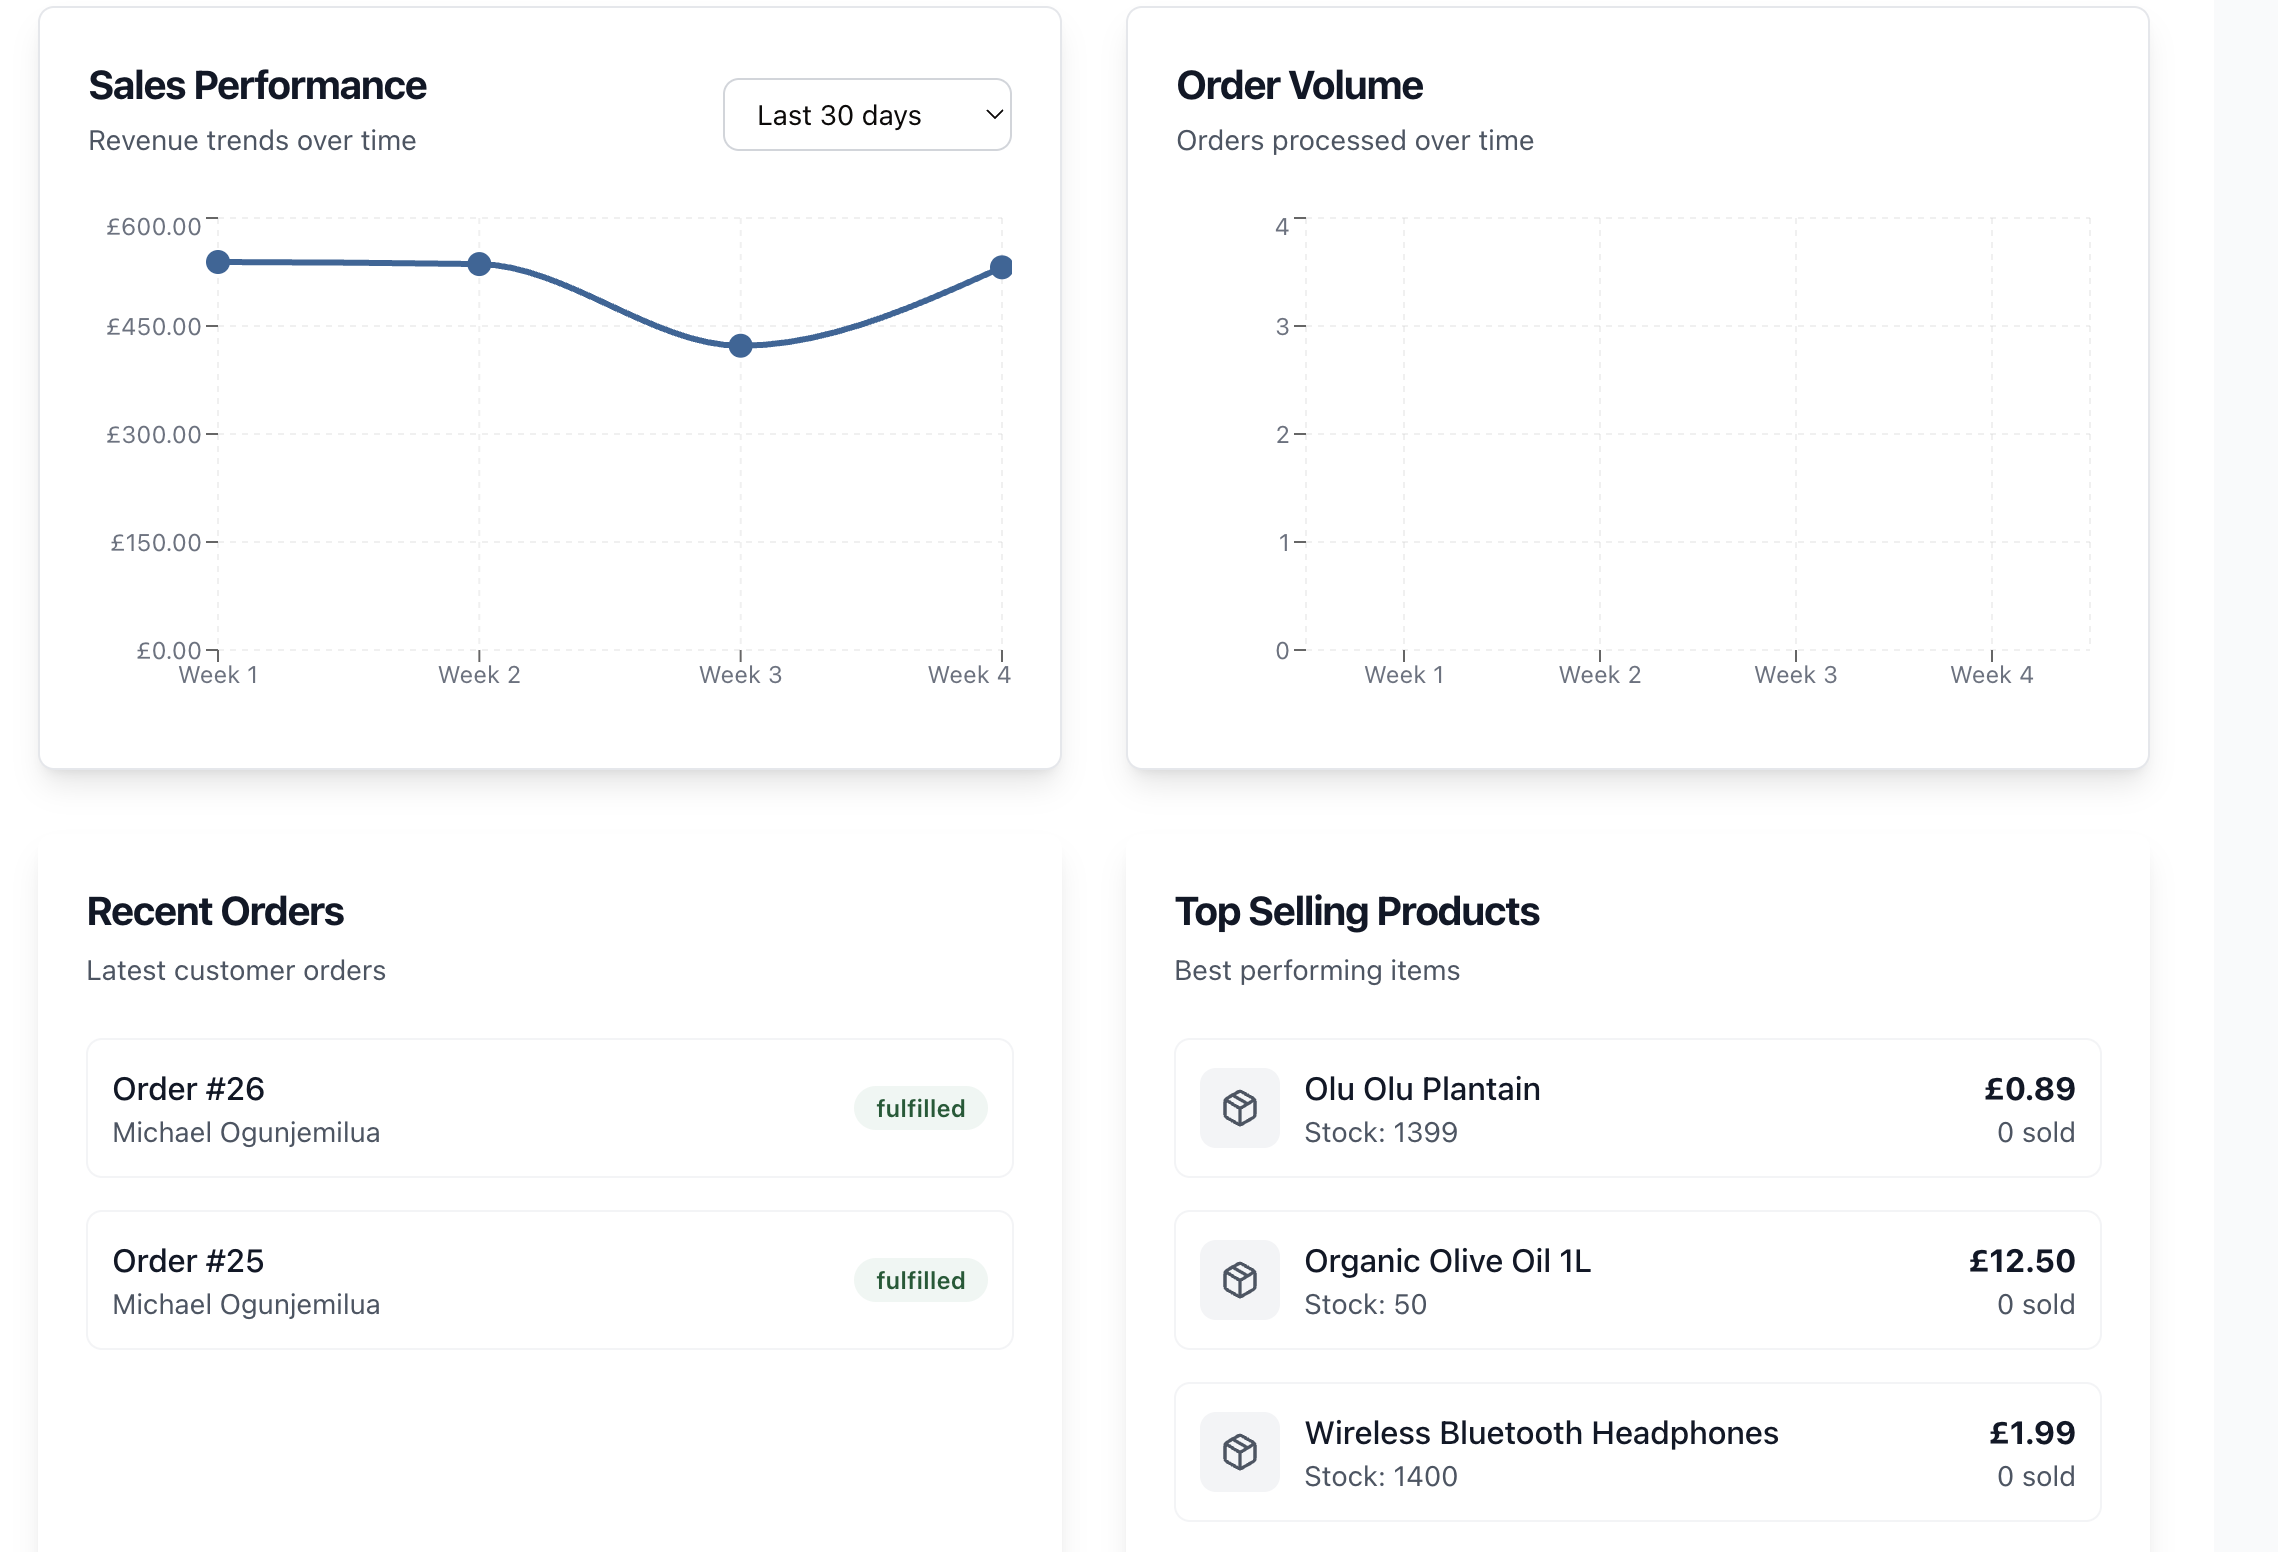 Sales Performance
Revenue trends over time
Last 30 days
£600.00
£450.00
£300.00
£150.00
£0.00
Week 1
Week 2
Week 3
Week 4
Order Volume
Orders processed over time
4
3
2
1
0
Week 1
Week 2
Week 3
Week 4
Recent Orders
Latest customer orders
Order #26
Michael Ogunjemilua
fulfilled
Order #25
Michael Ogunjemilua
fulfilled
Top Selling Products
Best performing items
Olu Olu Plantain
Stock: 1399
£0.89
0 sold
Organic Olive Oil 1L
Stock: 50
£12.50
0 sold
Wireless Bluetooth Headphones
Stock: 1400
£1.99
0 sold